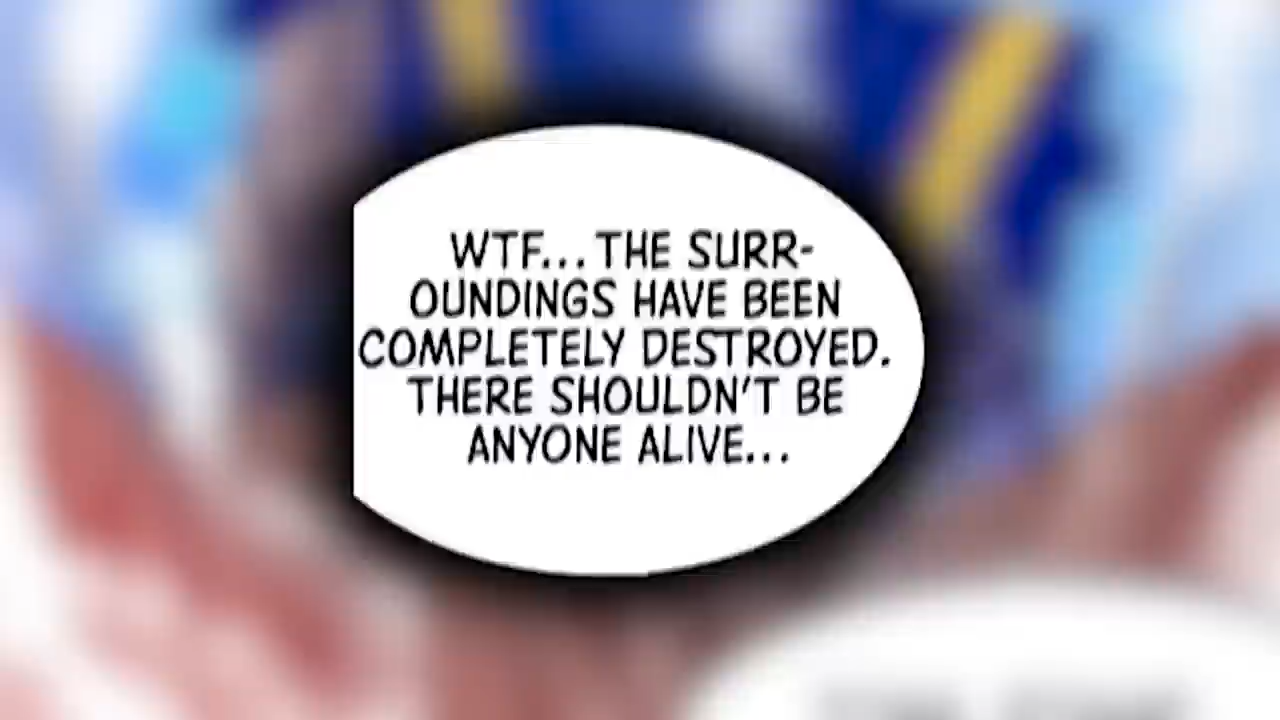 WTF... THE SURR-
OUNDINGS HAVE BEEN
COMPLETELY DESTROYED.
THERE SHOULDN'T BE
ANYONE ALIVE...